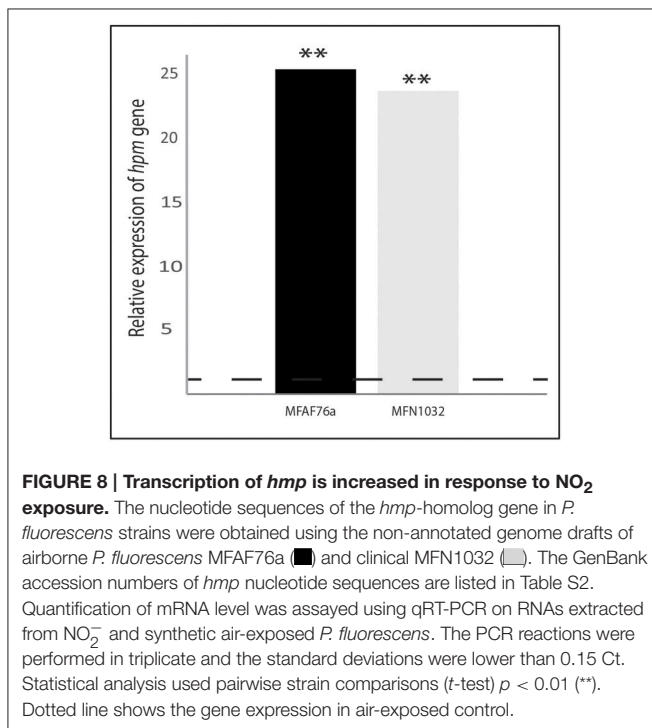 25
20
15
10
5
Relative expression of hpm gene
**
**
MFAF76a
MFN1032
FIGURE 8 | Transcription of hmp is increased in response to NO₂
exposure. The nucleotide sequences of the hmp-homolog gene in P.
fluorescens strains were obtained using the non-annotated genome drafts of
airborne P. fluorescens MFAF76a (■) and clinical MFN1032 (□). The GenBank
accession numbers of hmp nucleotide sequences are listed in Table S2.
Quantification of mRNA level was assayed using qRT-PCR on RNAs extracted
from NO₂⁻ and synthetic air-exposed P. fluorescens. The PCR reactions were
performed in triplicate and the standard deviations were lower than 0.15 Ct.
Statistical analysis used pairwise strain comparisons (t-test) p < 0.01 (**).
Dotted line shows the gene expression in air-exposed control.